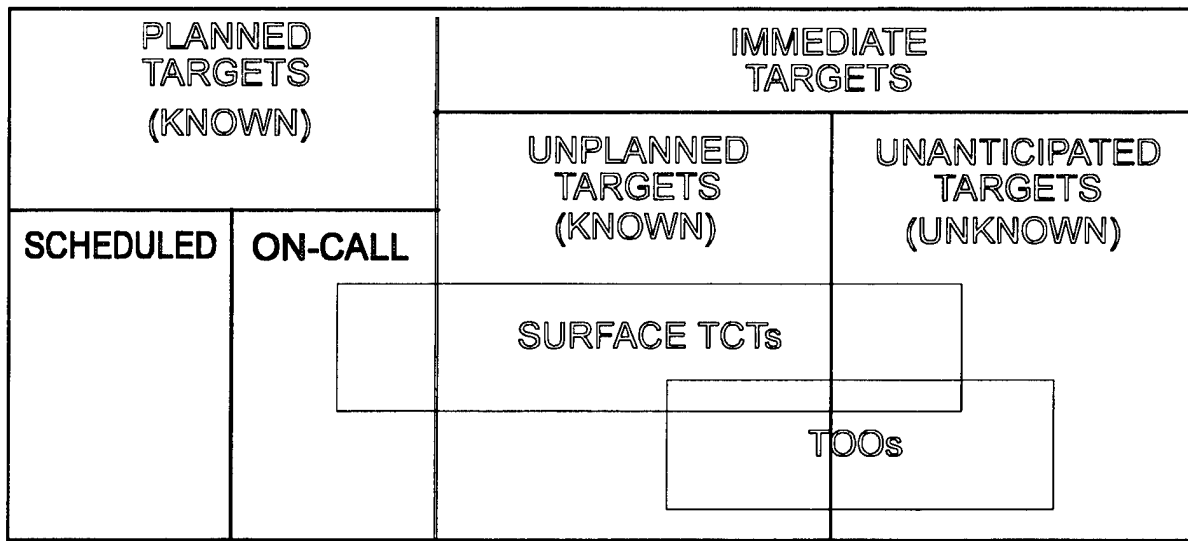 PLANNED
TARGETS
(KNOWN)
IMMEDIATE
TARGETS
UNPLANNED
TARGETS
(KNOWN)
UNANTICIPATED
TARGETS
(UNKNOWN)
SCHEDULED
ON-CALL
SURFACE TCTs
TOOs